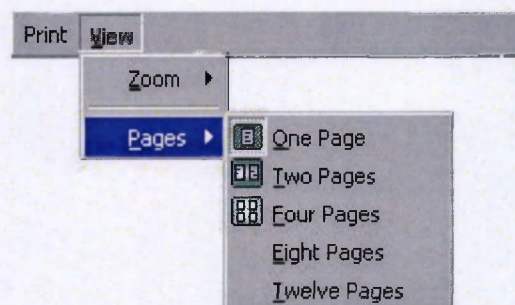 Print View
Zoom
Pages
One Page
Two Pages
Four Pages
Eight Pages
Twelve Pages